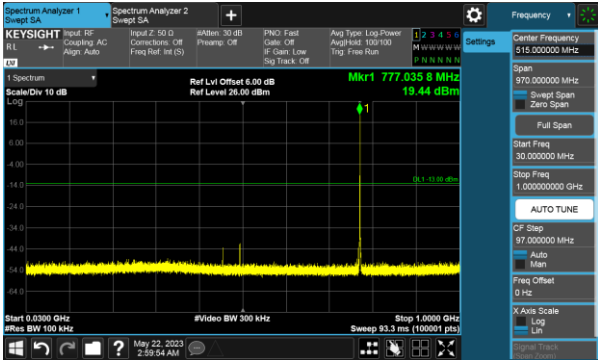 Spectrum Analyzer 1
Swept SA
Spectrum Analyzer 2
Swept SA
+
Frequency
KEYSIGHT
RL
Input: RF
Coupling: AC
Align: Auto
Input Z: 50 Ω
Corrections: Off
Freq Ref: Int (S)
#Atten: 30 dB
Preamp: Off
PNO: Fast
Gate: Off
IF Gain: Low
Sig Track: Off
Avg Type: Log-Power
Avg|Hold: 100/100
Trig: Free Run
1 2 3 4 5 6
M W W W W W
P N N N N N
Settings
1 Spectrum
Scale/Div 10 dB
Log
Ref Lvl Offset 6.00 dB
Ref Level 26.00 dBm
Mkr1 777.035 8 MHz
19.44 dBm
1
16.0
6.00
-4.00
-14.0
DL1 -13.00 dBm
-24.0
-34.0
-44.0
-54.0
-64.0
Start 0.0300 GHz
#Res BW 100 kHz
#Video BW 300 kHz
Stop 1.0000 GHz
Sweep 93.3 ms (10001 pts)
Center Frequency
515.000000 MHz
Span
970.000000 MHz
Swept Span
Zero Span
Full Span
Start Freq
30.000000 MHz
Stop Freq
1.000000000 GHz
AUTO TUNE
CF Step
97.000000 MHz
Auto
Man
Freq Offset
0 Hz
X Axis Scale
Log
Lin
Signal Track
(Span Zoom)
?
May 22, 2023
2:59:54 AM